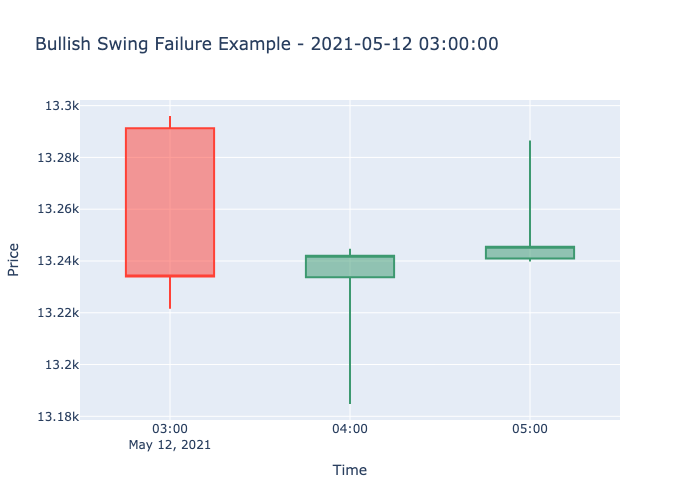 Bullish Swing Failure Example - 2021-05-12 03:00:00
13.3k
13.28k
13.26k
13.24k
13.22k
13.2k
13.18k
Price
03:00
May 12, 2021
04:00
05:00
Time